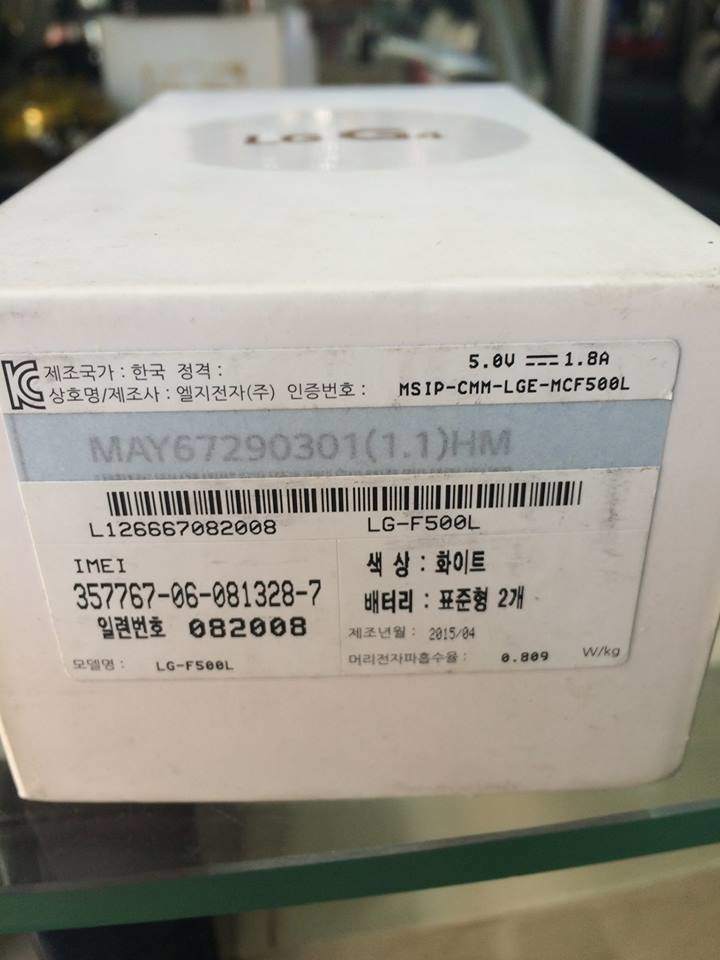 LG G4
제조국가 : 한국 정격 : 5.0V 1.8A
상호명/제조사 : 엘지전자(주) 인증번호 : MSIP-CMM-LGE-MCF500L
MAY67290301(1.1)HM
L126667082008 LG-F500L
IMEI
357767-06-081328-7
일련번호 082008
모델명 : LG-F500L
색 상 : 화이트
배터리 : 표준형 2개
제조년월 : 2015/04
머리전자파흡수율 : 0.809 W/kg